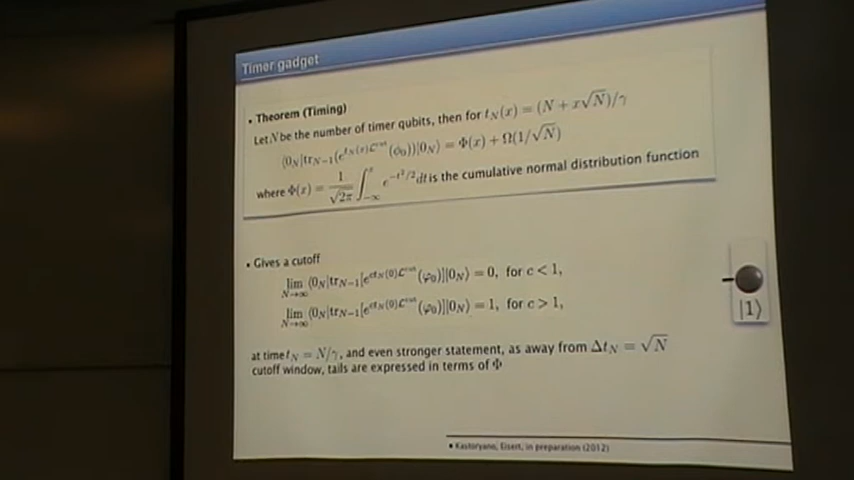 Timer gadget
• Theorem (Timing)
Let N be the number of timer qubits, then for t_N(x) = (N + x√N)/γ
⟨0_N|tr_{N−1}(e^{t_N(x)𝓛^{cut}}(ϕ_0))|0_N⟩ = Φ(x) + Ω(1/√N)
where Φ(x) = 1/√2π ∫_{−∞}^{x} e^{−t²/2}dt is the cumulative normal distribution function
• Gives a cutoff
lim_{N→∞} ⟨0_N|tr_{N−1}[e^{ct_N(0)𝓛^{cut}}(φ_0)]|0_N⟩ = 0, for c < 1,
lim_{N→∞} ⟨0_N|tr_{N−1}[e^{ct_N(0)𝓛^{cut}}(φ_0)]|0_N⟩ = 1, for c > 1,
|1⟩
at time t_N = N/γ, and even stronger statement, as away from Δt_N = √N
cutoff window, tails are expressed in terms of Φ
• Kastoryano, Eisert, in preparation (2012)